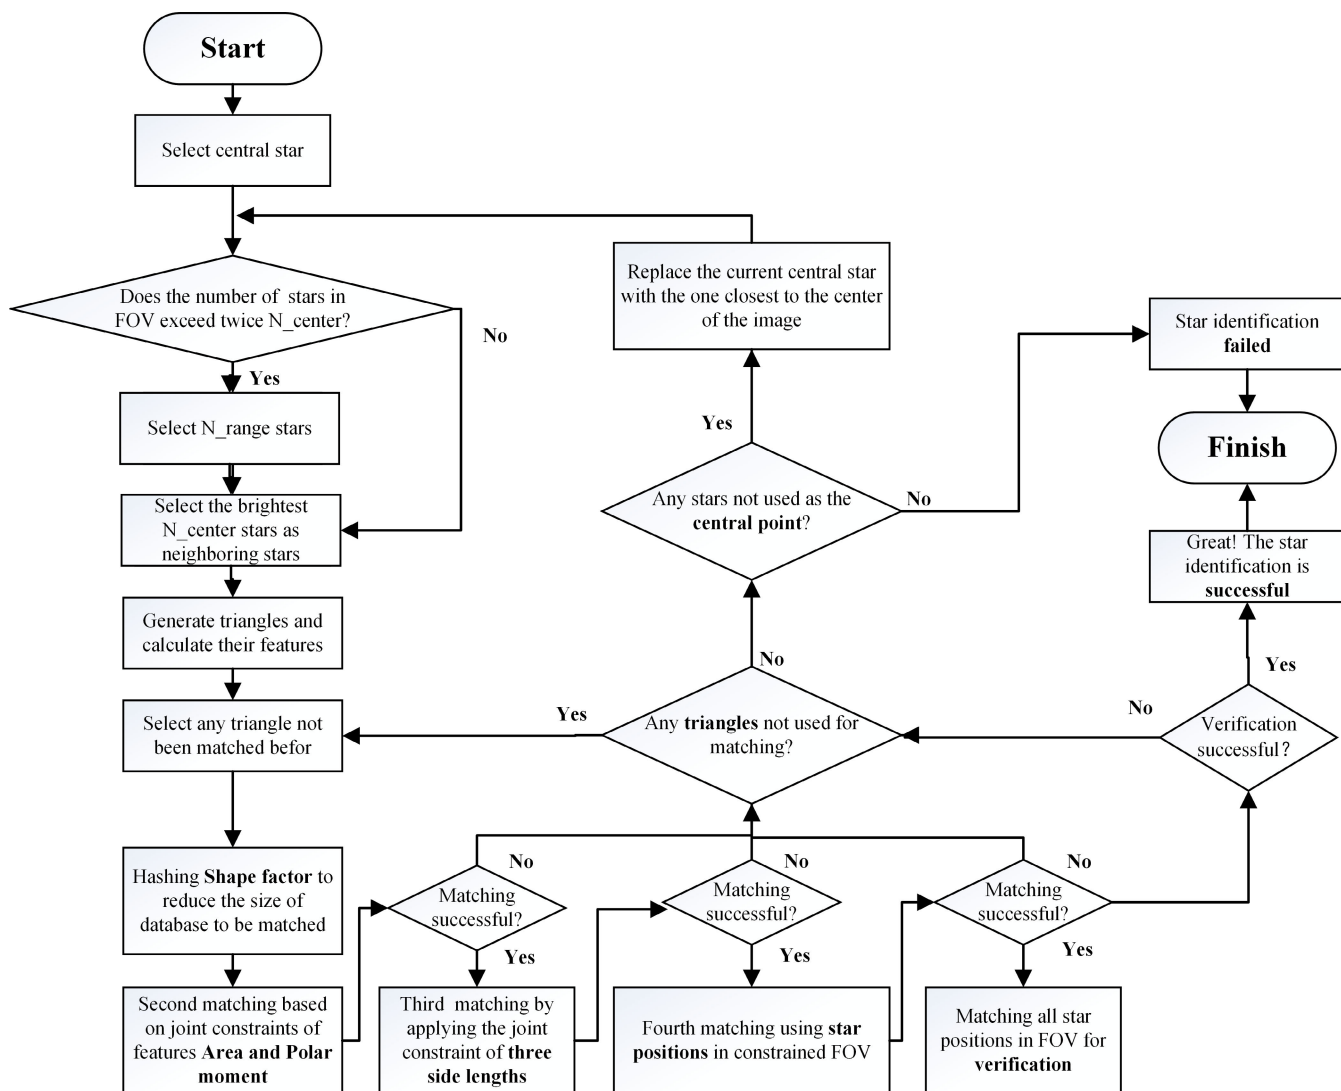 Start
Select central star
Does the number of stars in
FOV exceed twice N_center?
No
Yes
Select N_range stars
Select the brightest
N_center stars as
neighboring stars
Generate triangles and
calculate their features
Select any triangle not
been matched befor
Hashing Shape factor to
reduce the size of
database to be matched
Second matching based
on joint constraints of
features Area and Polar
moment
Matching
successful?
No
Yes
Third matching by
applying the joint
constraint of three
side lengths
Matching
successful?
No
Yes
Fourth matching using star
positions in constrained FOV
Matching
successful?
No
Yes
Matching all star
positions in FOV for
verification
Verification
successful?
No
Yes
Any triangles not used for
matching?
Yes
No
Any stars not used as the
central point?
Yes
No
Replace the current central star
with the one closest to the center
of the image
Star identification
failed
Great! The star
identification is
successful
Finish